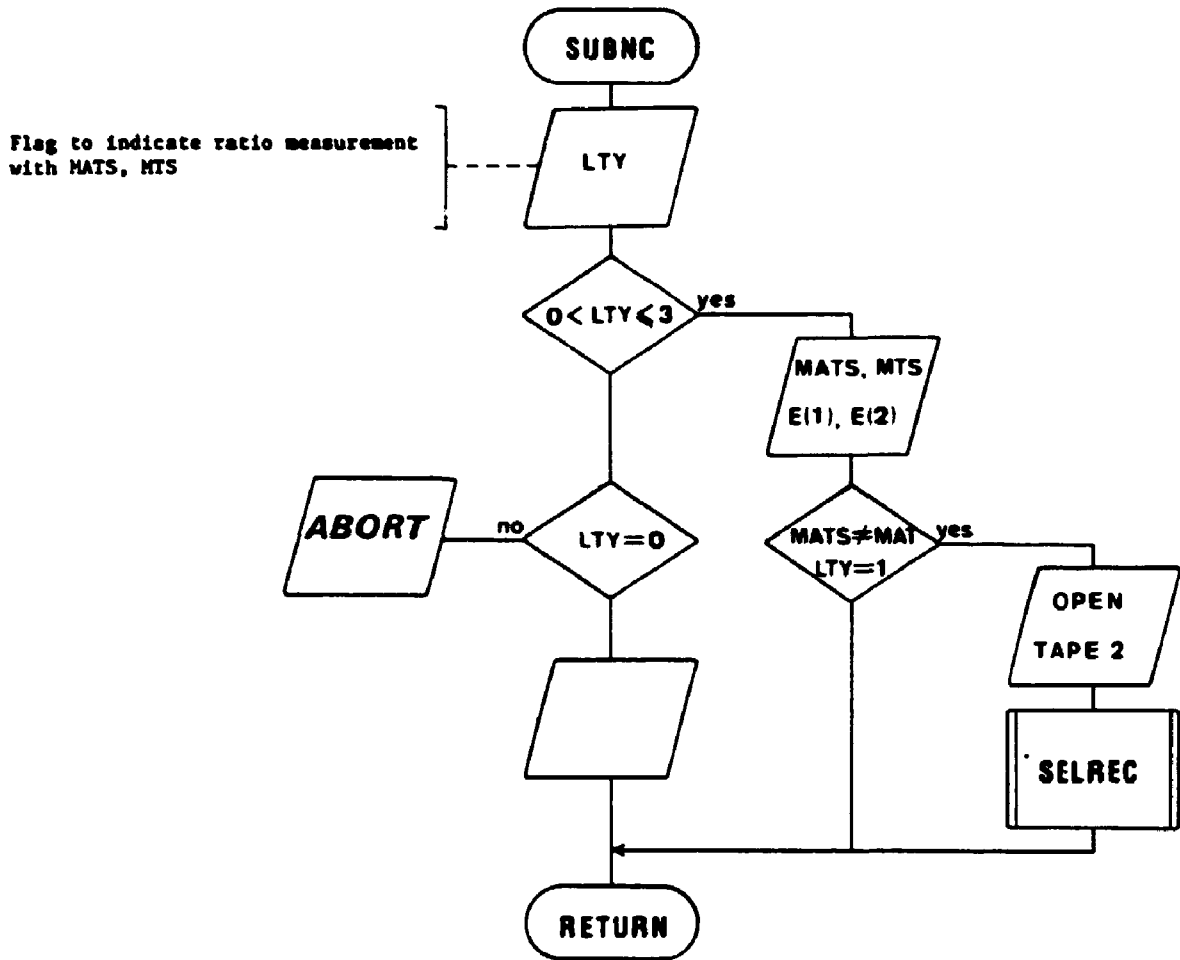 SUBNC
Flag to indicate ratio measurement
with MATS, MTS
LTY
0 < LTY ⩽ 3
yes
MATS, MTS
E(1), E(2)
ABORT
no
LTY=0
MATS≠MAT
LTY=1
yes
OPEN
TAPE 2
SELREC
RETURN